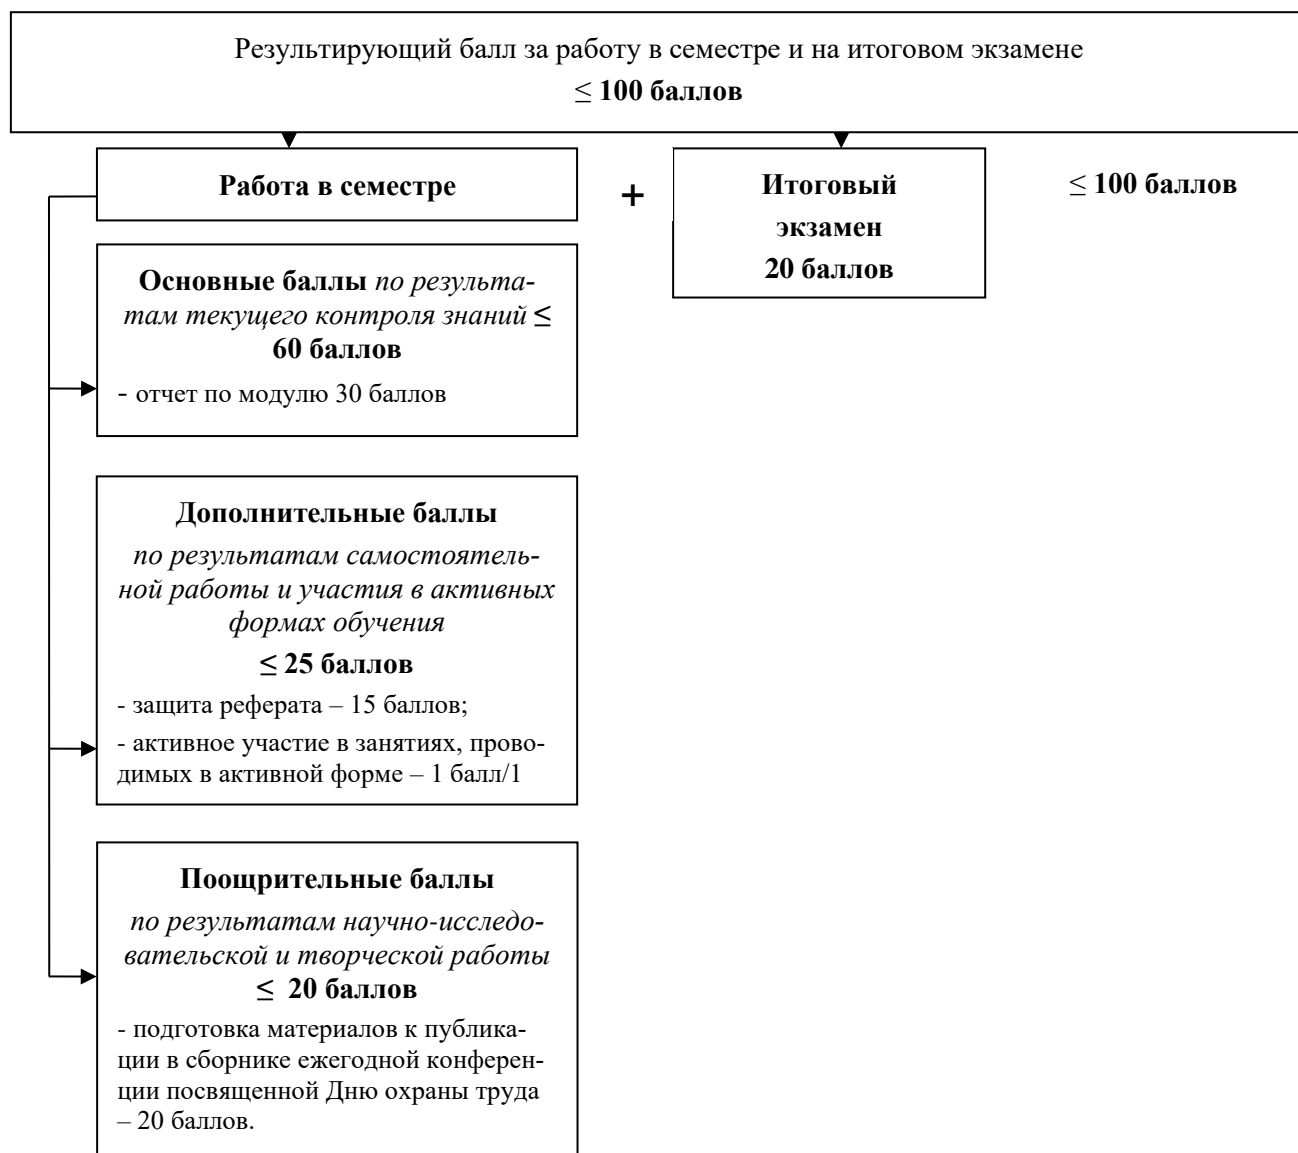 Результирующий балл за работу в семестре и на итоговом экзамене
≤ 100 баллов
Работа в семестре
+
Итоговый
экзамен
20 баллов
≤ 100 баллов
Основные баллы по результа-
там текущего контроля знаний ≤
60 баллов
- отчет по модулю 30 баллов
Дополнительные баллы
по результатам самостоятель-
ной работы и участия в активных
формах обучения
≤ 25 баллов
- защита реферата – 15 баллов;
- активное участие в занятиях, прово-
димых в активной форме – 1 балл/1
Поощрительные баллы
по результатам научно-исследо-
вательской и творческой работы
≤ 20 баллов
- подготовка материалов к публика-
ции в сборнике ежегодной конферен-
ции посвященной Дню охраны труда
– 20 баллов.